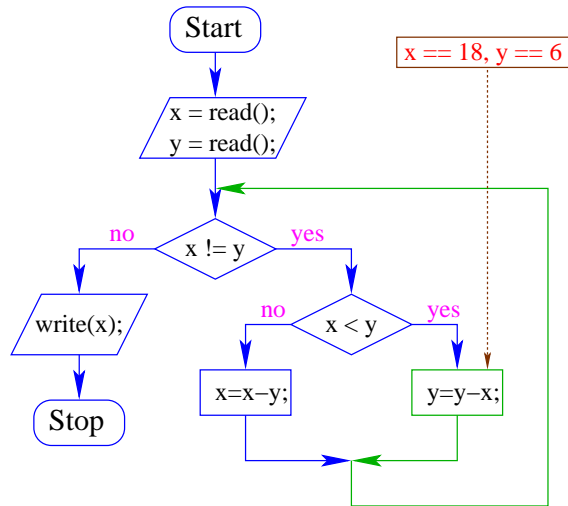 Start
x == 18, y == 6
x = read();
y = read();
no
yes
x != y
no
yes
write(x);
x < y
x=x−y;
y=y−x;
Stop